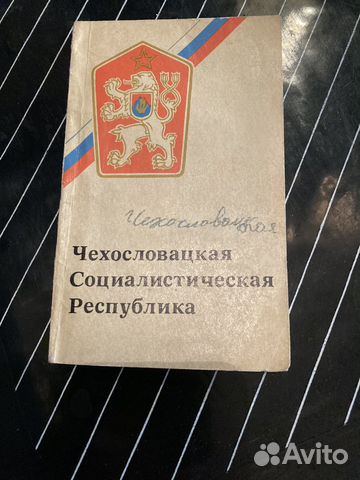 Чехословацкая
Чехословацкая
Социалистическая
Республика
Avito